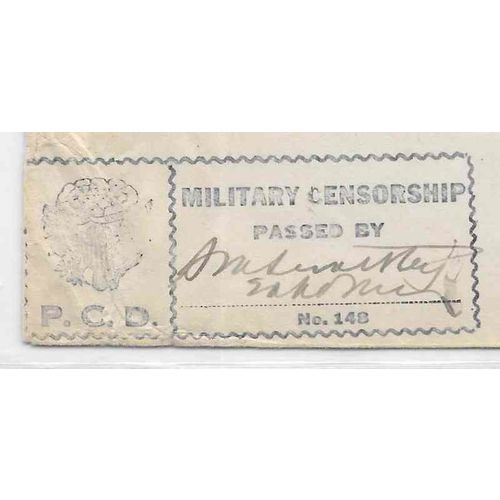 P. C. D.
MILITARY CENSORSHIP
PASSED BY
No. 148